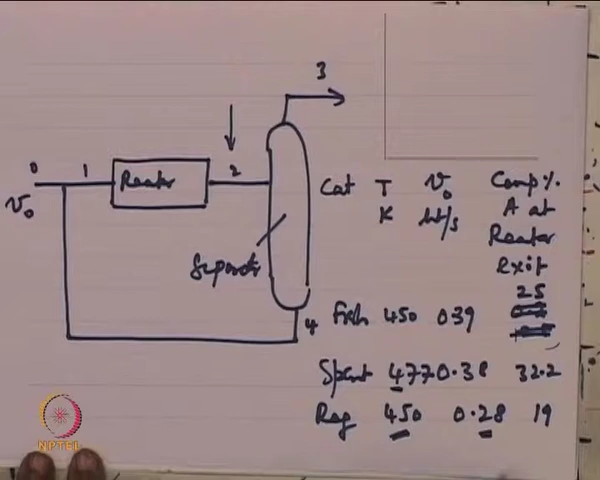 3
0 1 Reactor 2
v₀
Separator
4
Cat T v₀ Comp %
K lit/s A at
Reactor
exit
25
Fresh 450 0.39
Spent 477 0.38 32.2
Reg 450 0.28 19
NPTEL